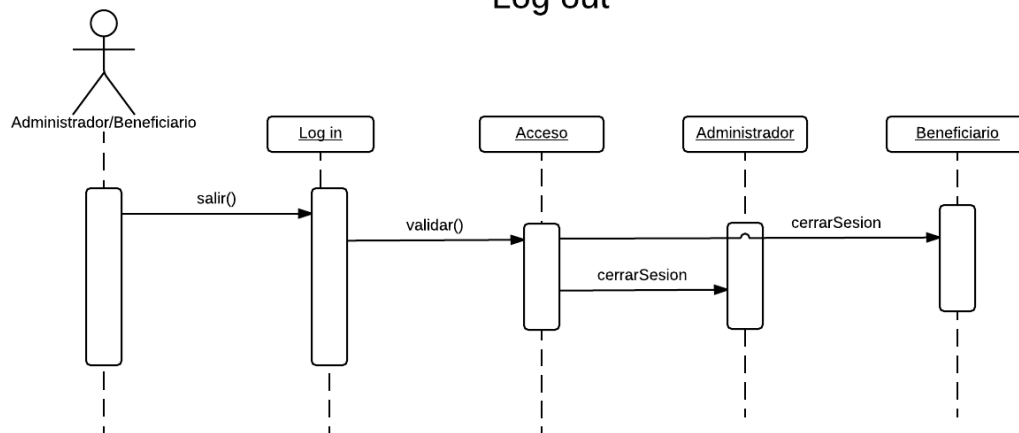 Log out
Administrador/Beneficiario
Log in
Acceso
Administrador
Beneficiario
salir()
validar()
cerrarSesion
cerrarSesion